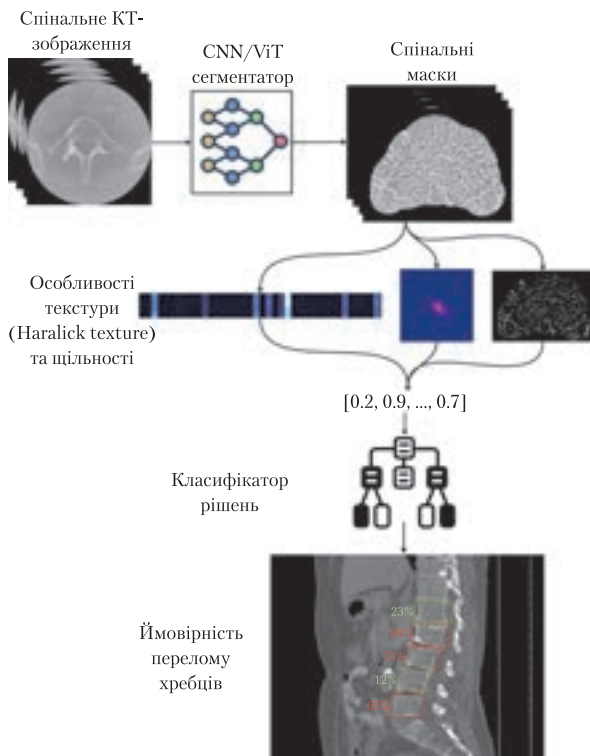 Спінальне КТ-
зображення
CNN/ViT
сегментатор
Спінальні
маски
Особливості
текстури
(Haralick texture)
та щільності
[0.2, 0.9, ..., 0.7]
Класифікатор
рішень
Ймовірність
перелому
хребців
23%
12%